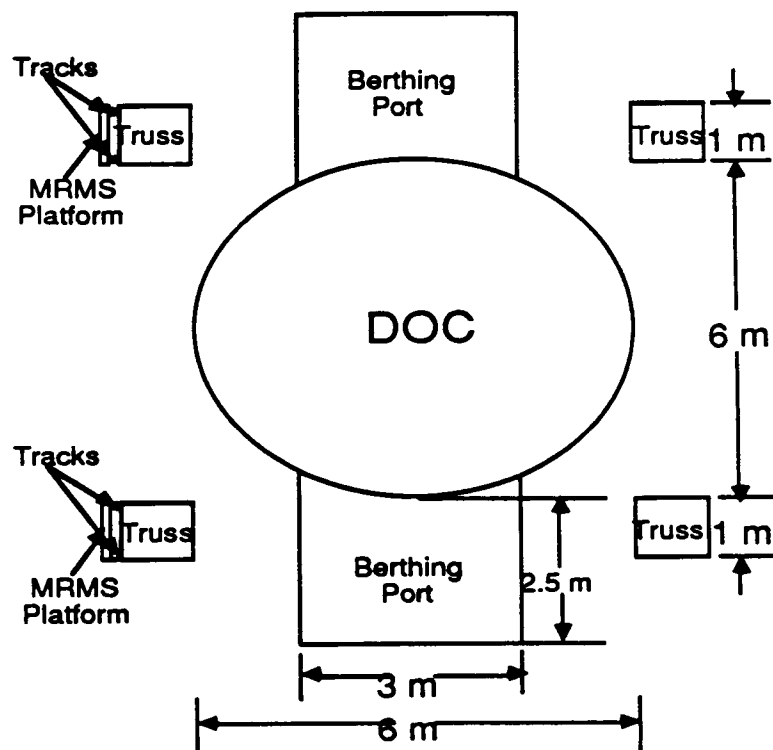 Tracks
Truss
MRMS
Platform
Berthing
Port
Truss
1 m
DOC
6 m
Tracks
Truss
MRMS
Platform
Berthing
Port
2.5 m
Truss
1 m
3 m
6 m